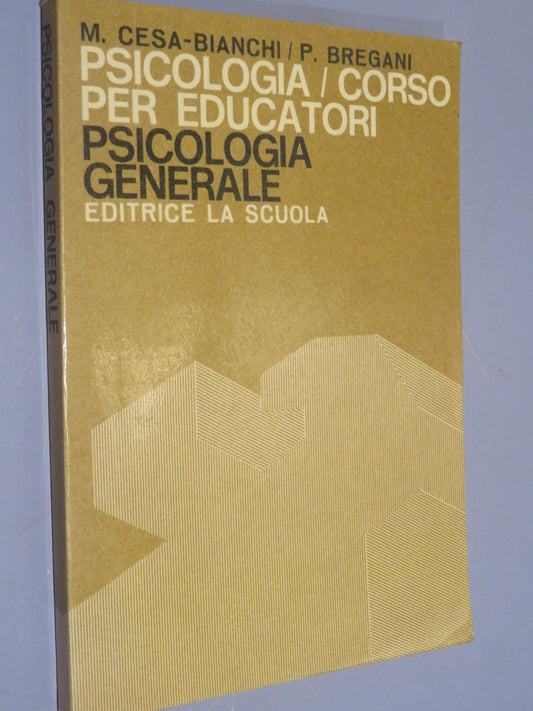 M. CESA-BIANCHI / P. BREGANI
PSICOLOGIA / CORSO
PER EDUCATORI
PSICOLOGIA
GENERALE
EDITRICE LA SCUOLA
PSICOLOGIA GENERALE